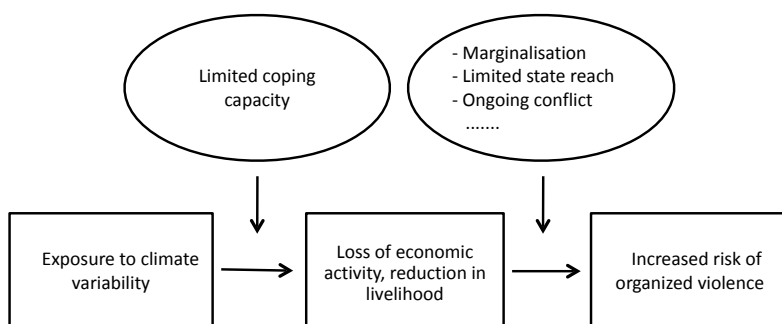 Limited coping
capacity
- Marginalisation
- Limited state reach
- Ongoing conflict
.......
Exposure to climate
variability
Loss of economic
activity, reduction in
livelihood
Increased risk of
organized violence